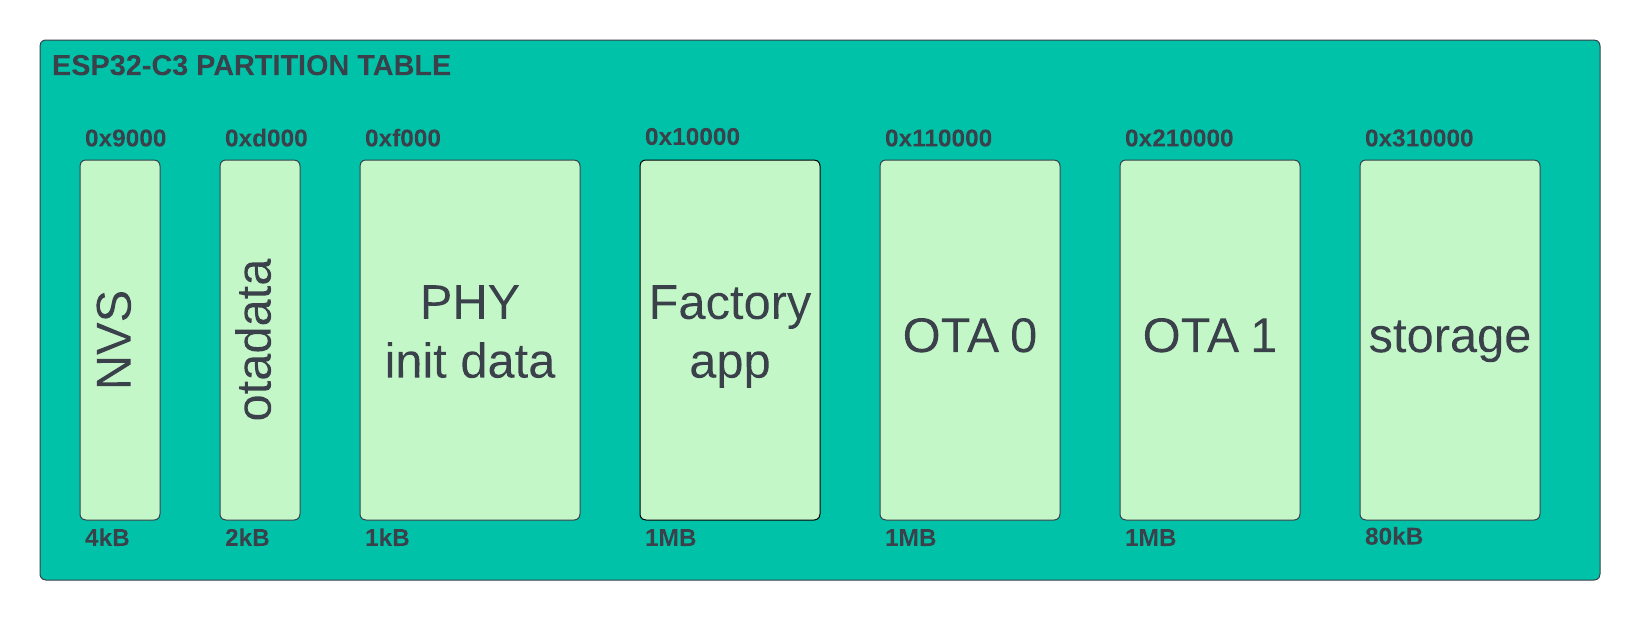 ESP32-C3 PARTITION TABLE
0x9000
0xd000
0xf000
0x10000
0x110000
0x210000
0x310000
NVS
otadata
PHY
init data
Factory
app
OTA 0
OTA 1
storage
4kB
2kB
1kB
1MB
1MB
1MB
80kB